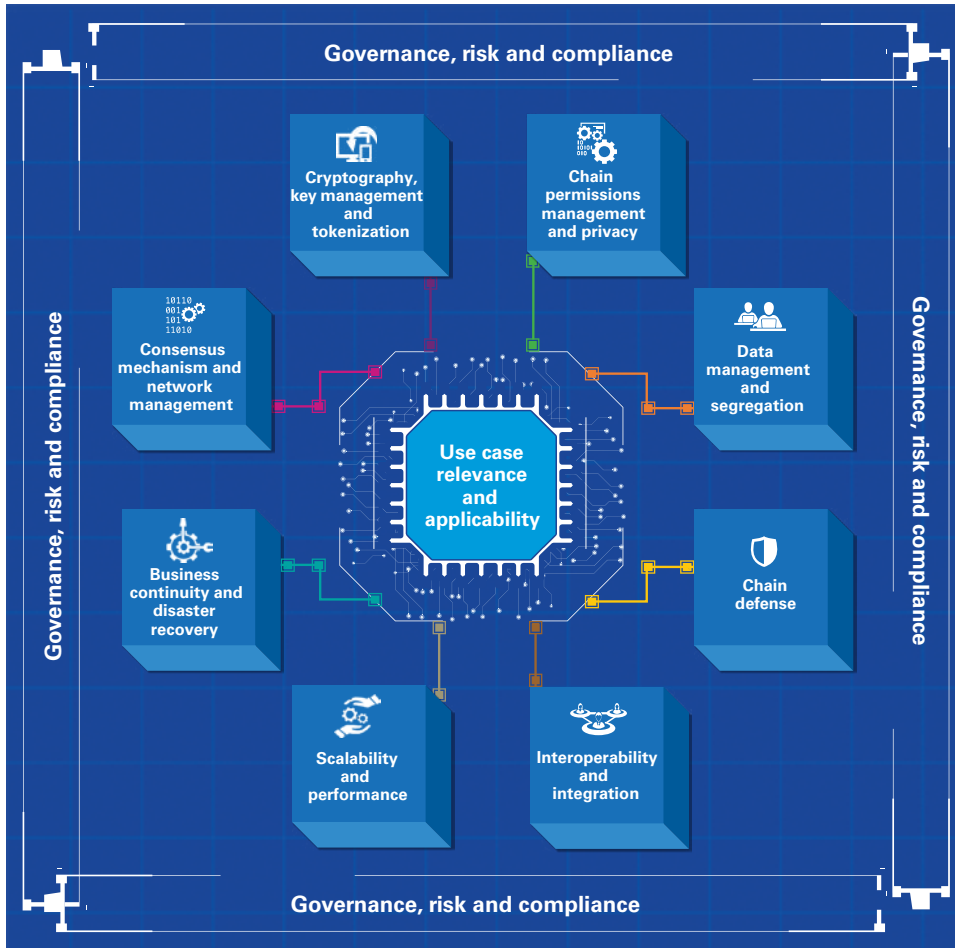 Governance, risk and compliance
Cryptography,
key management
and
tokenization
10
10101
010
Chain
permissions
management
and privacy
Governance, risk and compliance
10110
001
101
11010
Consensus
mechanism and
network
management
Data
management
and
segregation
Governance, risk and compliance
Use case
relevance
and
applicability
Business
continuity and
disaster
recovery
Chain
defense
Scalability
and
performance
Interoperability
and
integration
Governance, risk and compliance